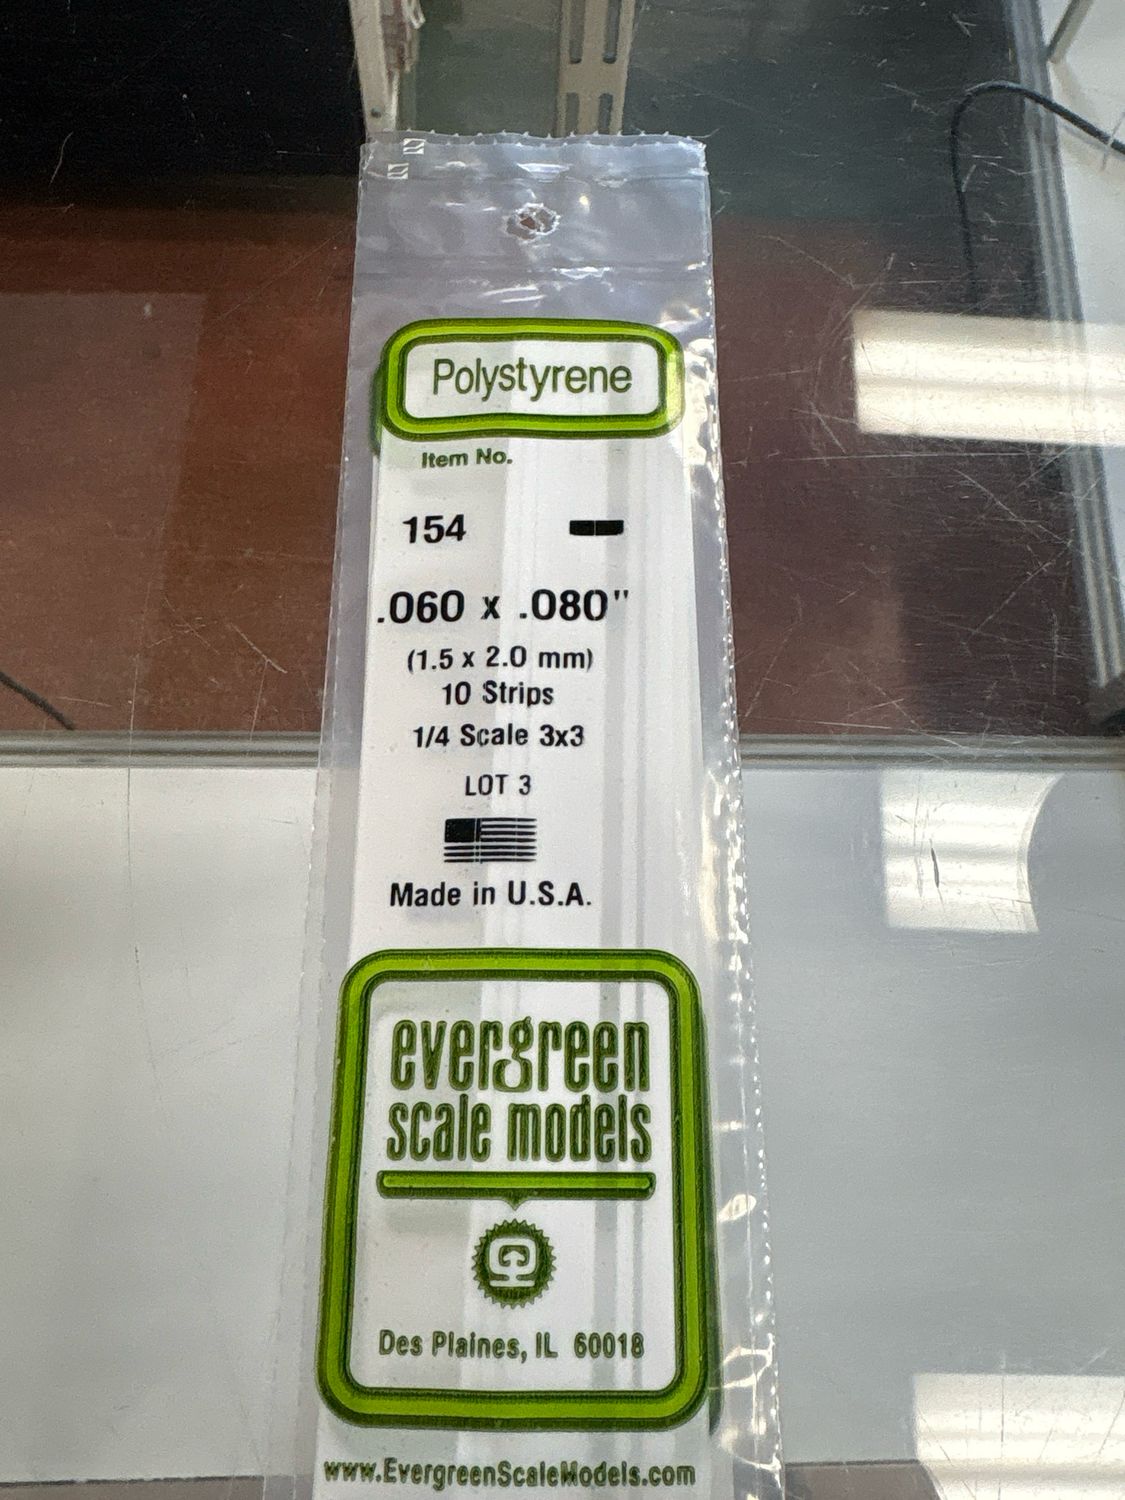 Polystyrene
Item No.
154
.060 x .080"
(1.5 x 2.0 mm)
10 Strips
1/4 Scale 3x3
LOT 3
Made in U.S.A.
evergreen
scale models
Des Plaines, IL 60018
www.EvergreenScaleModels.com